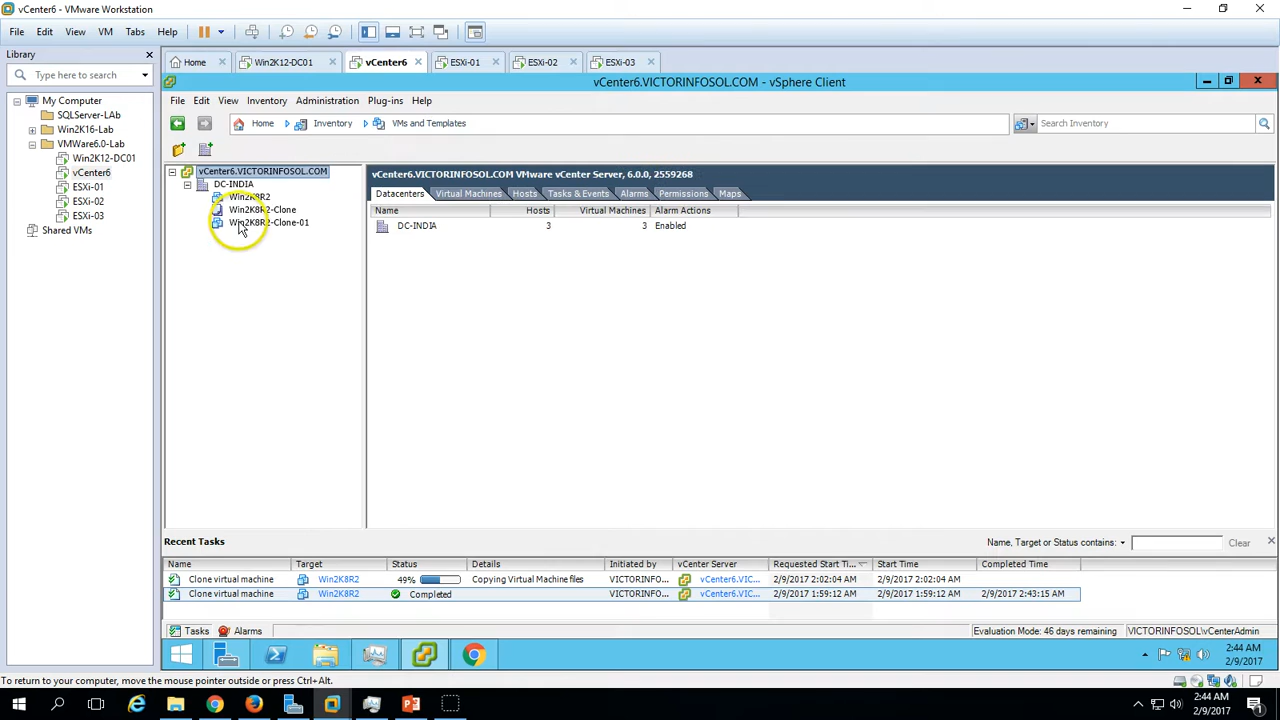 vCenter6 - VMware Workstation
File Edit View VM Tabs Help
Library
Type here to search
My Computer
SQLServer-LAb
Win2K16-Lab
VMWare6.0-Lab
Win2K12-DC01
vCenter6
ESXi-01
ESXi-02
ESXi-03
Shared VMs
Home Win2K12-DC01 vCenter6 ESXi-01 ESXi-02 ESXi-03
vCenter6.VICTORINFOSOL.COM - vSphere Client
File Edit View Inventory Administration Plug-ins Help
Home Inventory VMs and Templates
Search Inventory
vCenter6.VICTORINFOSOL.COM
DC-INDIA
Win2K8R2
Win2K8R2-Clone
Win2K8R2-Clone-01
vCenter6.VICTORINFOSOL.COM VMware vCenter Server, 6.0.0, 2559268
Datacenters Virtual Machines Hosts Tasks & Events Alarms Permissions Maps
Name Hosts Virtual Machines Alarm Actions
DC-INDIA 3 3 Enabled
Recent Tasks
Name, Target or Status contains: Clear
Name Target Status Details Initiated by vCenter Server Requested Start Ti... Start Time Completed Time
Clone virtual machine Win2K8R2 49% Copying Virtual Machine files VICTORINFO... vCenter6.VIC... 2/9/2017 2:02:04 AM 2/9/2017 2:02:04 AM
Clone virtual machine Win2K8R2 Completed VICTORINFO... vCenter6.VIC... 2/9/2017 1:59:12 AM 2/9/2017 1:59:12 AM 2/9/2017 2:43:15 AM
Tasks Alarms
Evaluation Mode: 46 days remaining VICTORINFOSOL\vCenterAdmin
2:44 AM
2/9/2017
To return to your computer, move the mouse pointer outside or press Ctrl+Alt.
2:44 AM
2/9/2017